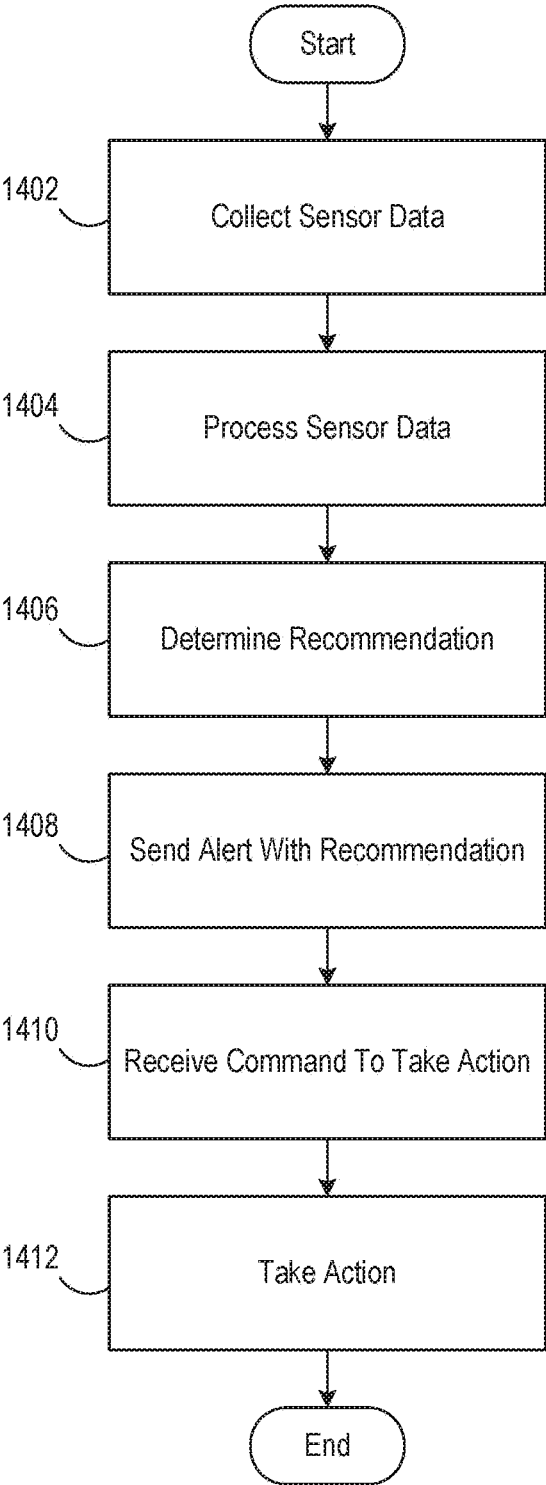 Start
1402
Collect Sensor Data
1404
Process Sensor Data
1406
Determine Recommendation
1408
Send Alert With Recommendation
1410
Receive Command To Take Action
1412
Take Action
End